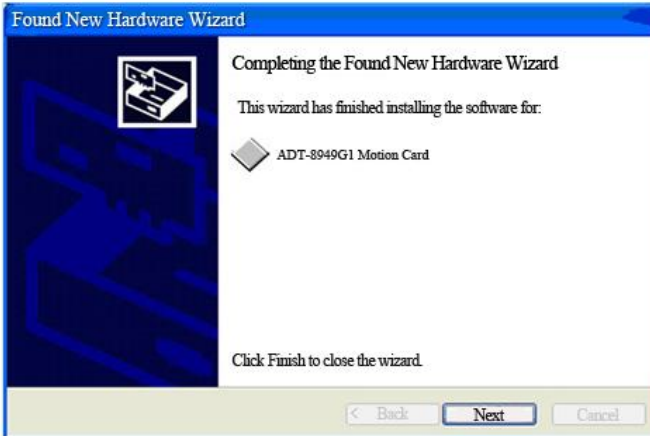 Found New Hardware Wizard
Completing the Found New Hardware Wizard
This wizard has finished installing the software for:
ADT-8949G1 Motion Card
Click Finish to close the wizard.
< Back Next Cancel